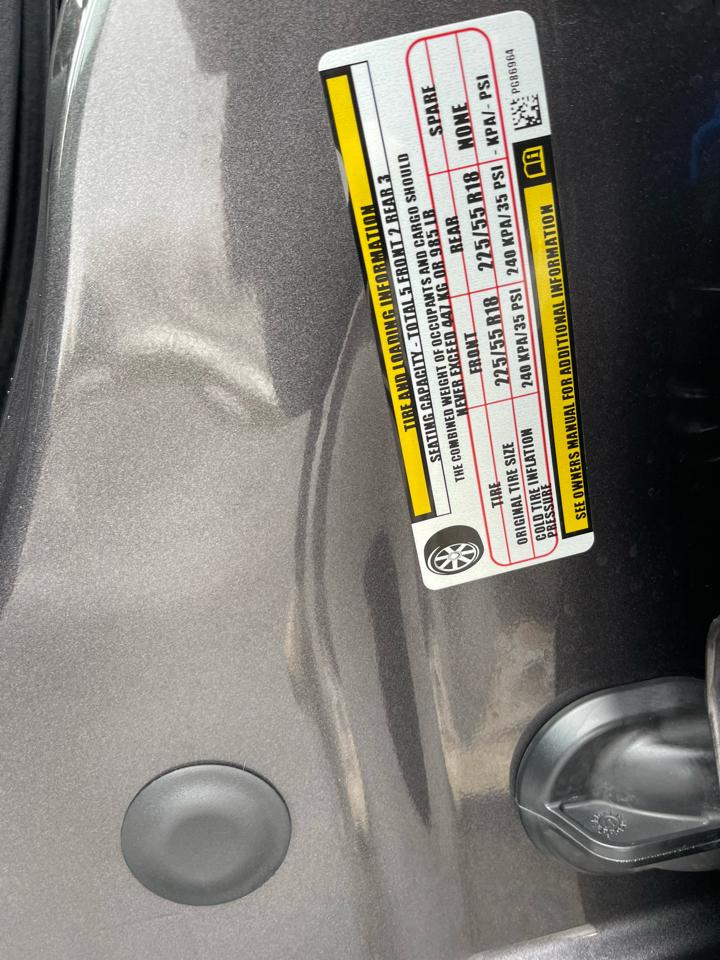 TIRE AND LOADING INFORMATION
SEATING CAPACITY - TOTAL 5 FRONT 2 REAR 3
THE COMBINED WEIGHT OF OCCUPANTS AND CARGO SHOULD
NEVER EXCEED 447 KG OR 985 LB
TIRE FRONT REAR SPARE
ORIGINAL TIRE SIZE 225/55 R18 225/55 R18 NONE
COLD TIRE INFLATION PRESSURE 240 KPA/35 PSI 240 KPA/35 PSI - KPA/- PSI
SEE OWNERS MANUAL FOR ADDITIONAL INFORMATION
PG86964